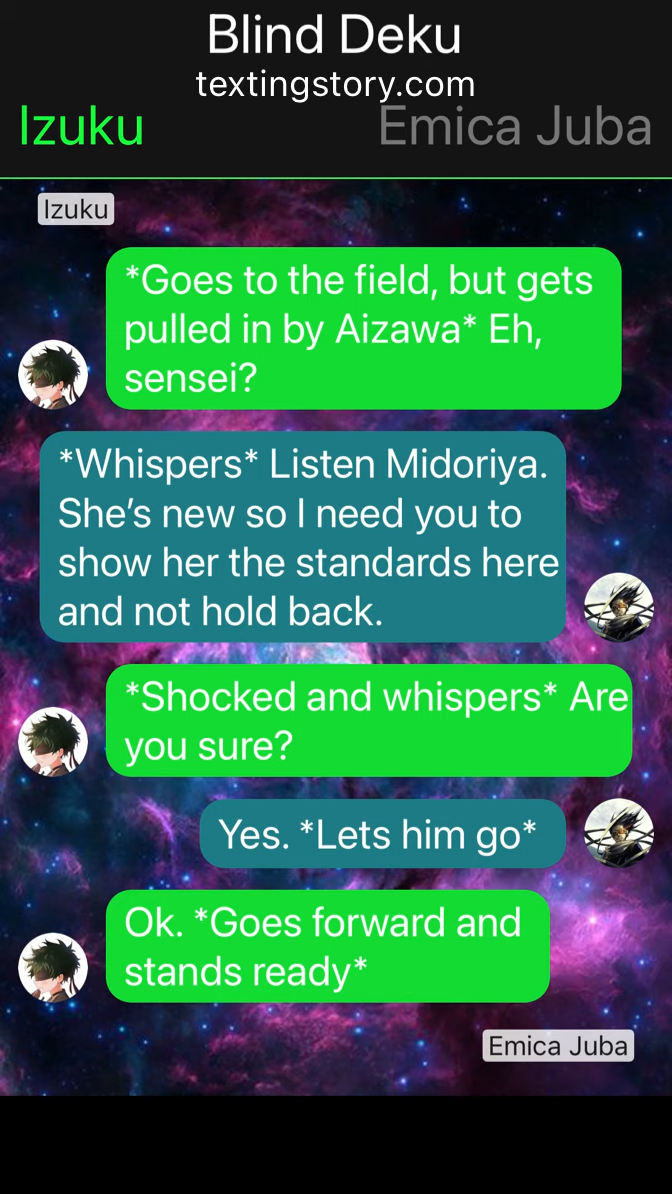 Blind Deku
textingstory.com
Izuku
Emica Juba
Izuku
*Goes to the field, but gets
pulled in by Aizawa* Eh,
sensei?
*Whispers* Listen Midoriya.
She’s new so I need you to
show her the standards here
and not hold back.
*Shocked and whispers* Are
you sure?
Yes. *Lets him go*
Ok. *Goes forward and
stands ready*
Emica Juba